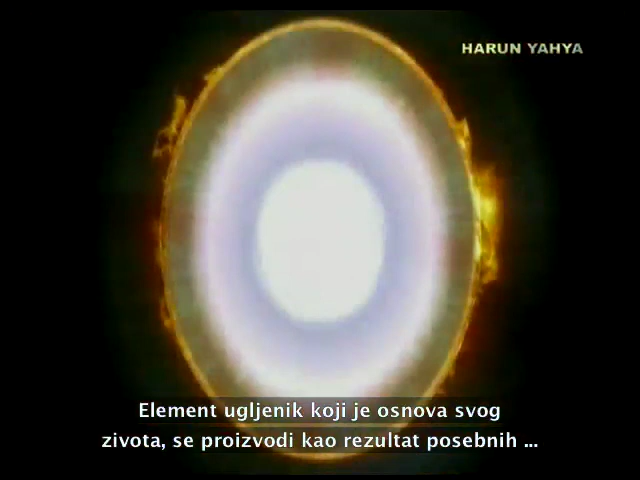 HARUN YAHYA
Element ugljenik koji je osnova svog
zivota, se proizvodi kao rezultat posebnih ...